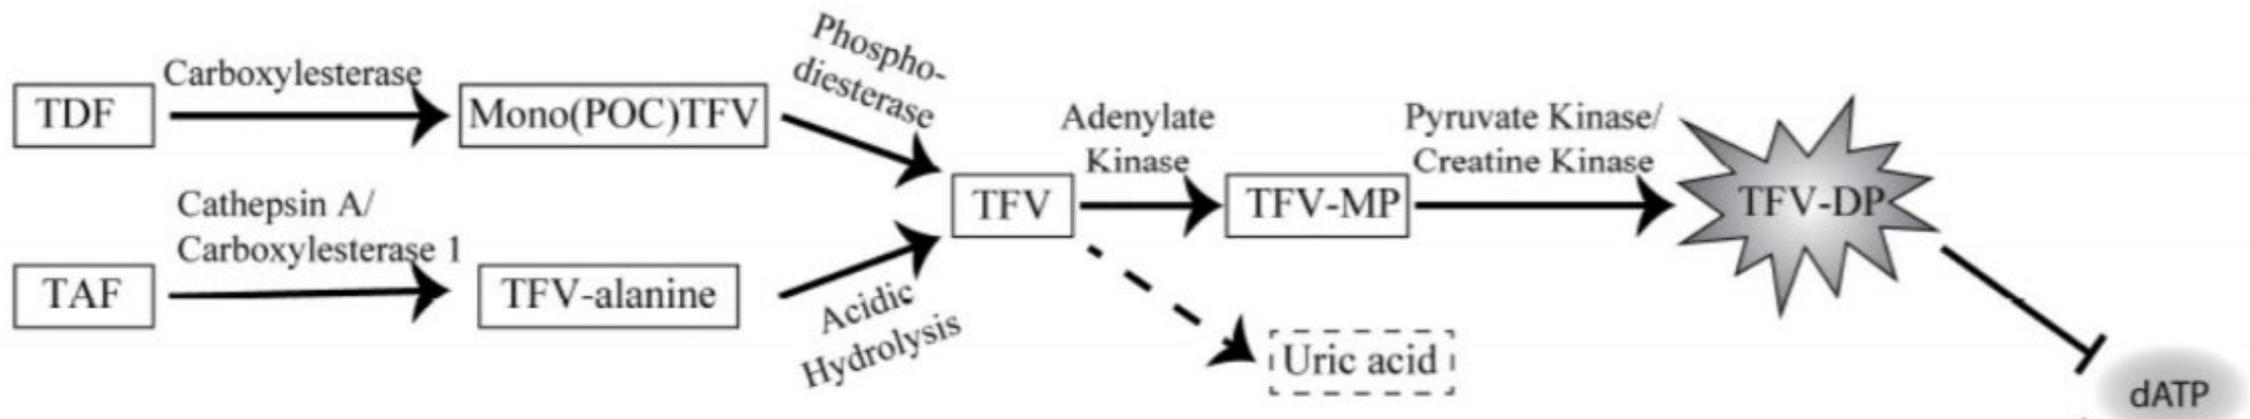 Phospho-
diesterase
Carboxylesterase
TDF
Mono(POC)TFV
Adenylate
Kinase
Pyruvate Kinase/
Creatine Kinase
Cathepsin A/
Carboxylesterase 1
TFV
TFV-MP
TFV-DP
TAF
TFV-alanine
Acidic
Hydrolysis
Uric acid
dATP